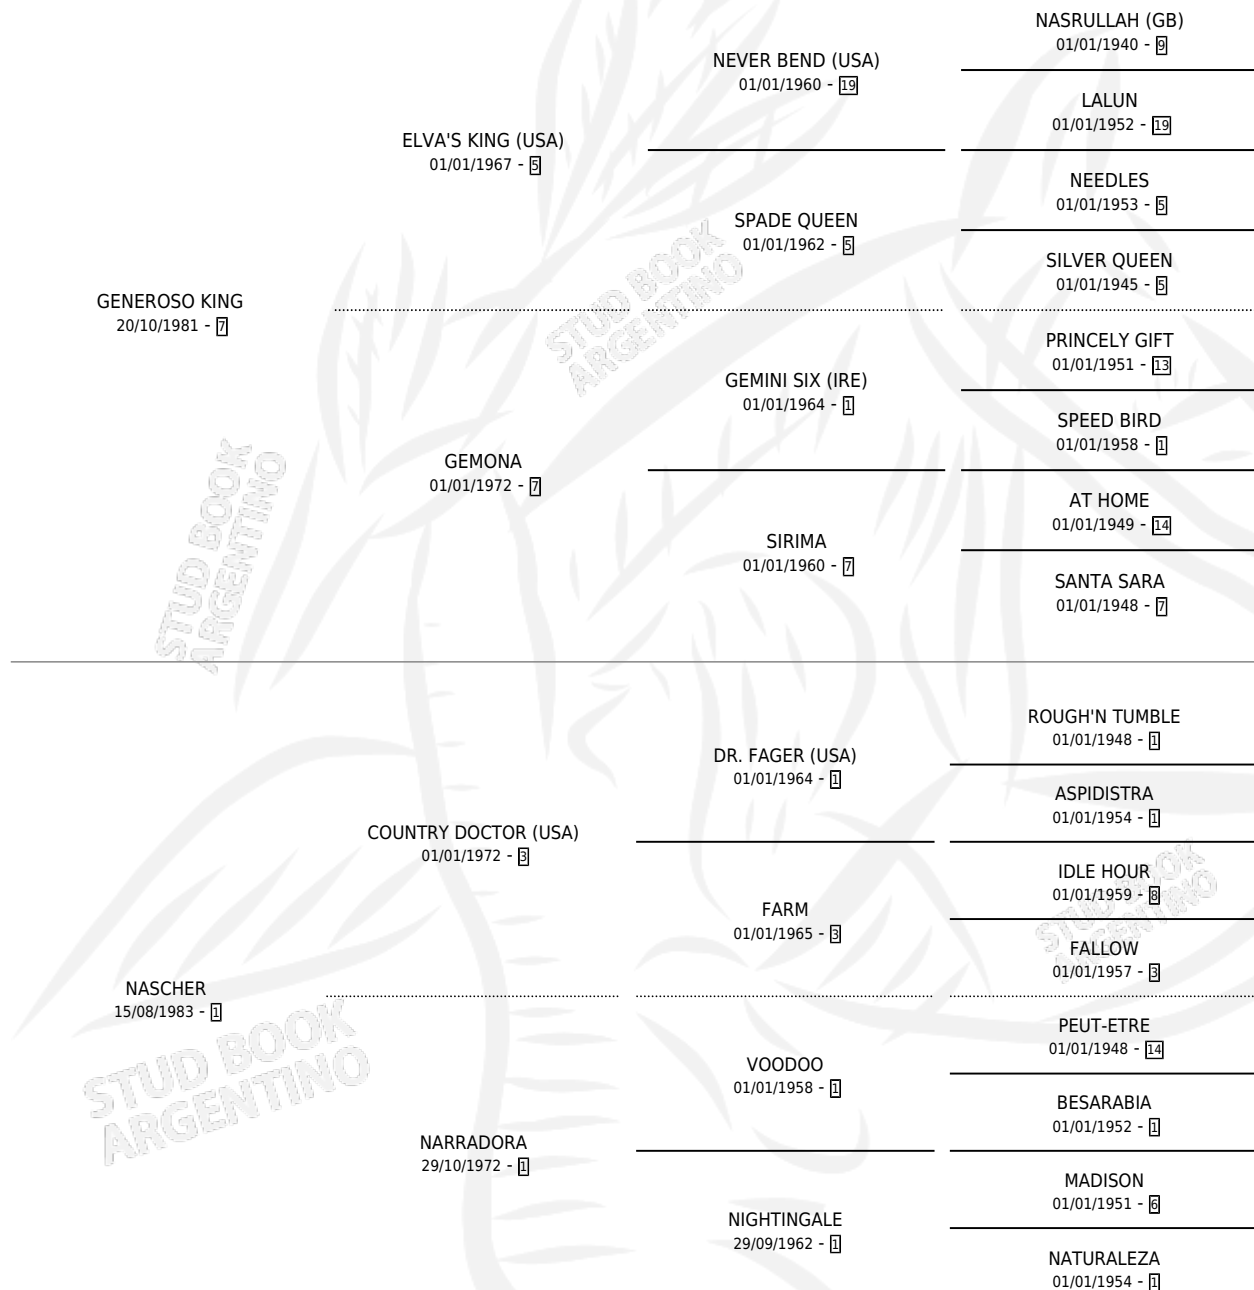 NASRULLAH (GB)
01/01/1940 - 9
NEVER BEND (USA)
01/01/1960 - 19
LALUN
01/01/1952 - 19
ELVA'S KING (USA)
01/01/1967 - 5
NEEDLES
01/01/1953 - 5
SPADE QUEEN
01/01/1962 - 5
SILVER QUEEN
01/01/1945 - 5
GENEROSO KING
20/10/1981 - 7
PRINCELY GIFT
01/01/1951 - 13
GEMINI SIX (IRE)
01/01/1964 - 1
SPEED BIRD
01/01/1958 - 1
GEMONA
01/01/1972 - 7
AT HOME
01/01/1949 - 14
SIRIMA
01/01/1960 - 7
SANTA SARA
01/01/1948 - 7
STUD BOOK
ARGENTINO
STUD BOOK
ARGENTINO
ROUGH'N TUMBLE
01/01/1948 - 1
DR. FAGER (USA)
01/01/1964 - 1
ASPIDISTRA
01/01/1954 - 1
COUNTRY DOCTOR (USA)
01/01/1972 - 3
IDLE HOUR
01/01/1959 - 8
FARM
01/01/1965 - 3
FALLOW
01/01/1957 - 3
NASCHER
15/08/1983 - 1
PEUT-ETRE
01/01/1948 - 14
VOODOO
01/01/1958 - 1
BESARABIA
01/01/1952 - 1
NARRADORA
29/10/1972 - 1
MADISON
01/01/1951 - 6
NIGHTINGALE
29/09/1962 - 1
NATURALEZA
01/01/1954 - 1
STUD BOOK
ARGENTINO
STUD BOOK
ARGENTINO